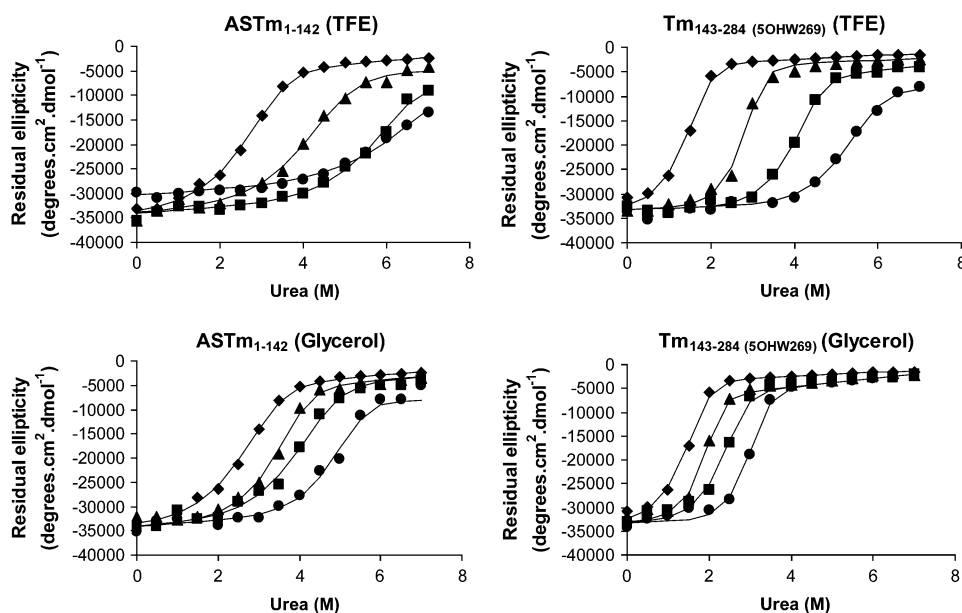 ASTm1-142 (TFE)
Residual ellipticity
(degrees.cm2.dmol-1)
0
-5000
-10000
-15000
-20000
-25000
-30000
-35000
-40000
0 2 4 6 8
Urea (M)
Tm143-284 (5OHW269) (TFE)
Residual ellipticity
(degrees.cm2.dmol-1)
0
-5000
-10000
-15000
-20000
-25000
-30000
-35000
-40000
0 2 4 6 8
Urea (M)
ASTm1-142 (Glycerol)
Residual ellipticity
(degrees.cm2.dmol-1)
0
-5000
-10000
-15000
-20000
-25000
-30000
-35000
-40000
0 2 4 6 8
Urea (M)
Tm143-284 (5OHW269) (Glycerol)
Residual ellipticity
(degrees.cm2.dmol-1)
0
-5000
-10000
-15000
-20000
-25000
-30000
-35000
-40000
0 2 4 6 8
Urea (M)